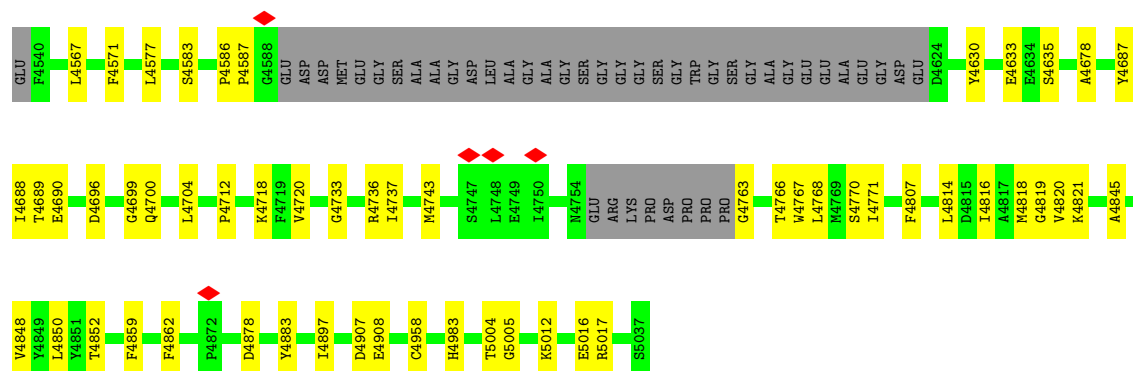 GLU F4540 L4567 F4571 L4577 S4583 P4586 P4587 G4588 GLU ASP ASP MET GLU GLY SER ALA ALA GLY ASP LEU ALA GLY ALA GLY SER GLY GLY GLY SER GLY TRP GLY SER GLY ALA GLY GLU GLU ALA GLU GLY ASP GLU D4624 Y4630 E4633 E4634 S4635 A4678 Y4687
I4688 T4689 E4690 D4696 G4699 Q4700 L4704 P4712 K4718 F4719 V4720 G4733 R4736 I4737 M4743 S4747 L4748 E4749 I4750 N4754 GLU ARG LYS PRO ASP PRO PRO PRO G4763 T4766 W4767 L4768 M4769 S4770 I4771 F4807 L4814 D4815 I4816 A4817 M4818 G4819 V4820 K4821 A4845
V4848 Y4849 L4850 Y4851 T4852 F4859 F4862 P4872 D4878 Y4883 I4897 D4907 E4908 C4958 H4983 T5004 G5005 K5012 E5016 R5017 S5037